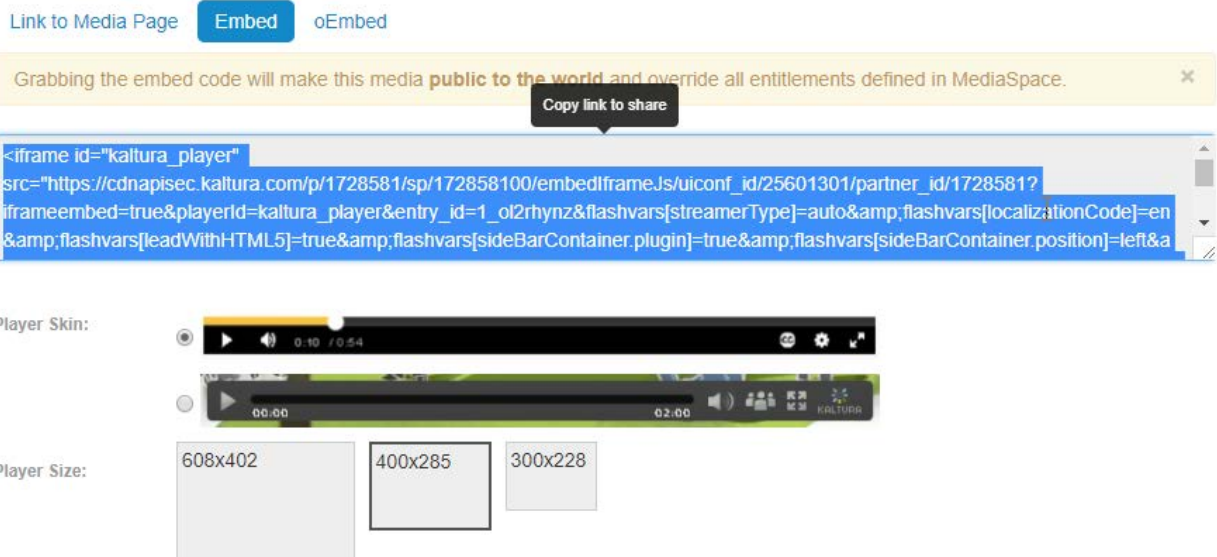 Link to Media Page Embed oEmbed
Grabbing the embed code will make this media public to the world and override all entitlements defined in MediaSpace. ×
Copy link to share
<iframe id="kaltura_player"
src="https://cdnapisec.kaltura.com/p/1728581/sp/172858100/embedIframeJs/uiconf_id/25601301/partner_id/1728581?
iframeembed=true&playerId=kaltura_player&entry_id=1_ol2rhynz&flashvars[streamerType]=auto&amp;flashvars[localizationCode]=en
&amp;flashvars[leadWithHTML5]=true&amp;flashvars[sideBarContainer.plugin]=true&amp;flashvars[sideBarContainer.position]=left&a
Player Skin:
0:10 / 0:54 CC
00:00 02:00 KALTURA
Player Size:
608x402 400x285 300x228